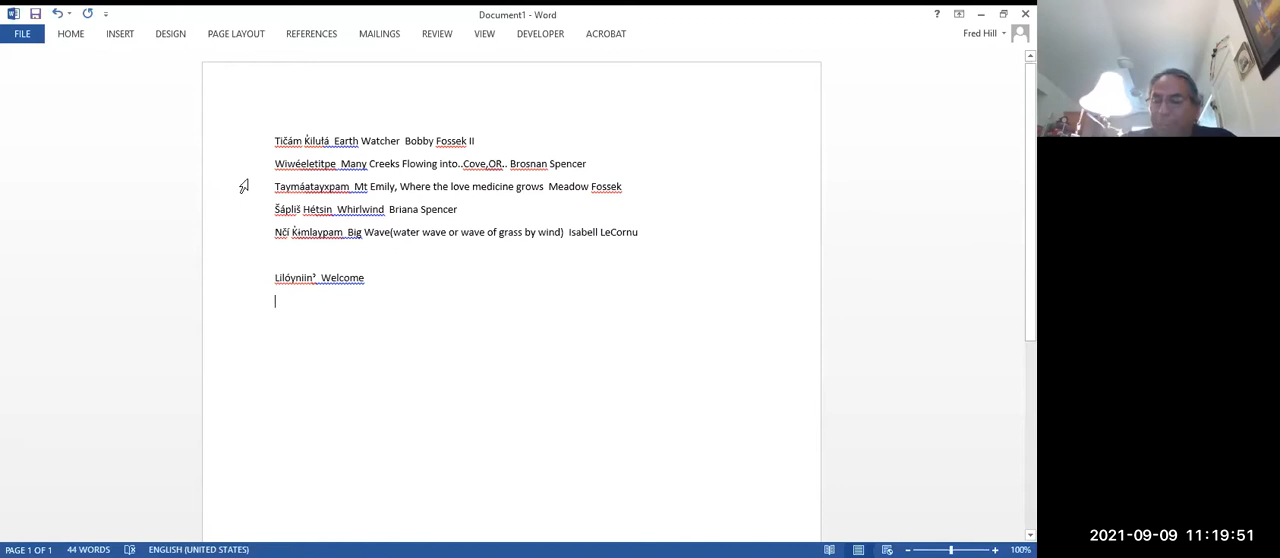 Document1 - Word
FILE HOME INSERT DESIGN PAGE LAYOUT REFERENCES MAILINGS REVIEW VIEW DEVELOPER ACROBAT Fred Hill
Tičám K̓ilułá Earth Watcher Bobby Fossek II
Wiwéeletitpe Many Creeks Flowing into..Cove,OR.. Brosnan Spencer
Taymáatayxpam Mt Emily, Where the love medicine grows Meadow Fossek
Šápliš Hétsin Whirlwind Briana Spencer
Nčí K̓ɨmlaypam Big Wave(water wave or wave of grass by wind) Isabell LeCornu
Lilóyniinˀ Welcome
PAGE 1 OF 1 44 WORDS ENGLISH (UNITED STATES) 100%
2021-09-09 11:19:51